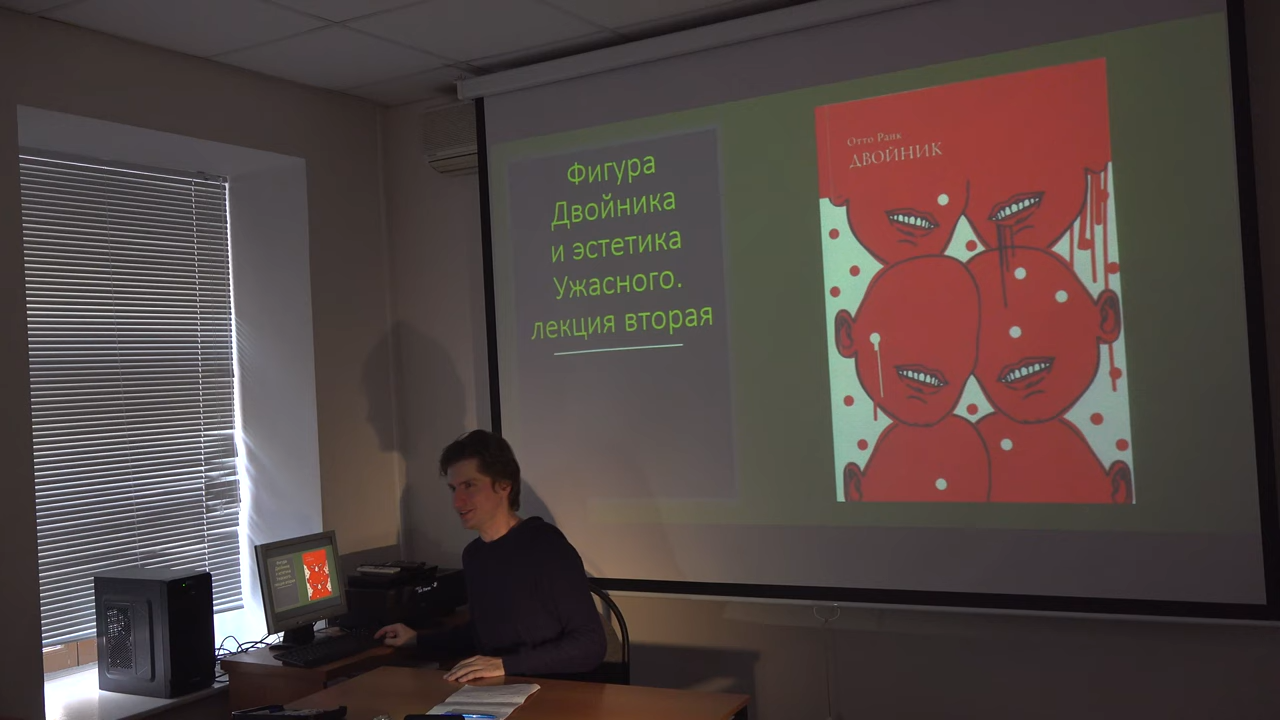 Фигура
Двойника
и эстетика
Ужасного.
лекция вторая
Отто Ранк
ДВОЙНИК